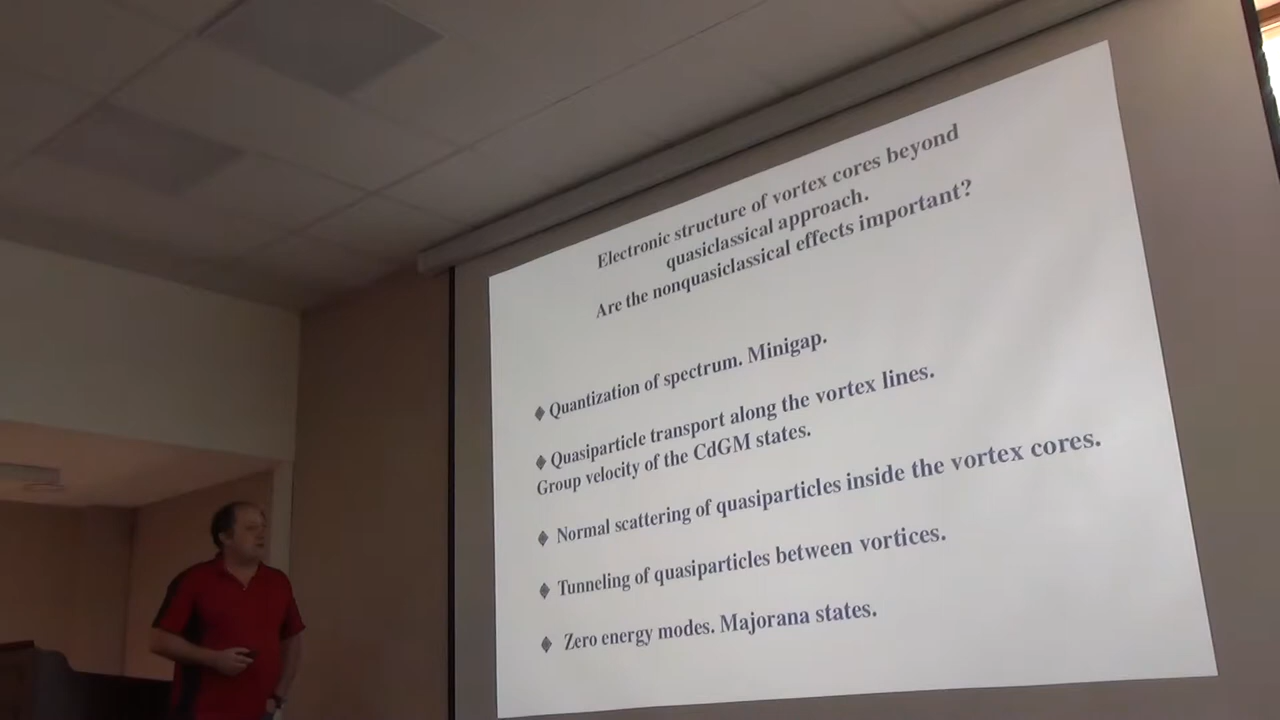 Electronic structure of vortex cores beyond
quasiclassical approach.
Are the nonquasiclassical effects important?
◆ Quantization of spectrum. Minigap.
◆ Quasiparticle transport along the vortex lines.
Group velocity of the CdGM states.
◆ Normal scattering of quasiparticles inside the vortex cores.
◆ Tunneling of quasiparticles between vortices.
◆ Zero energy modes. Majorana states.